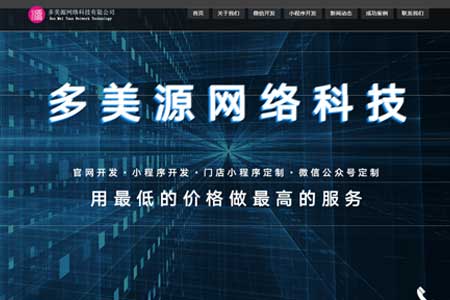 多美源网络科技有限公司
Duo Mei Yuan Network Technology
首页 关于我们 微信开发 小程序开发 新闻动态 成功案例 联系我们
多美源网络科技
官网开发·小程序开发·门店小程序定制·微信公众号定制
用最低的价格做最高的服务